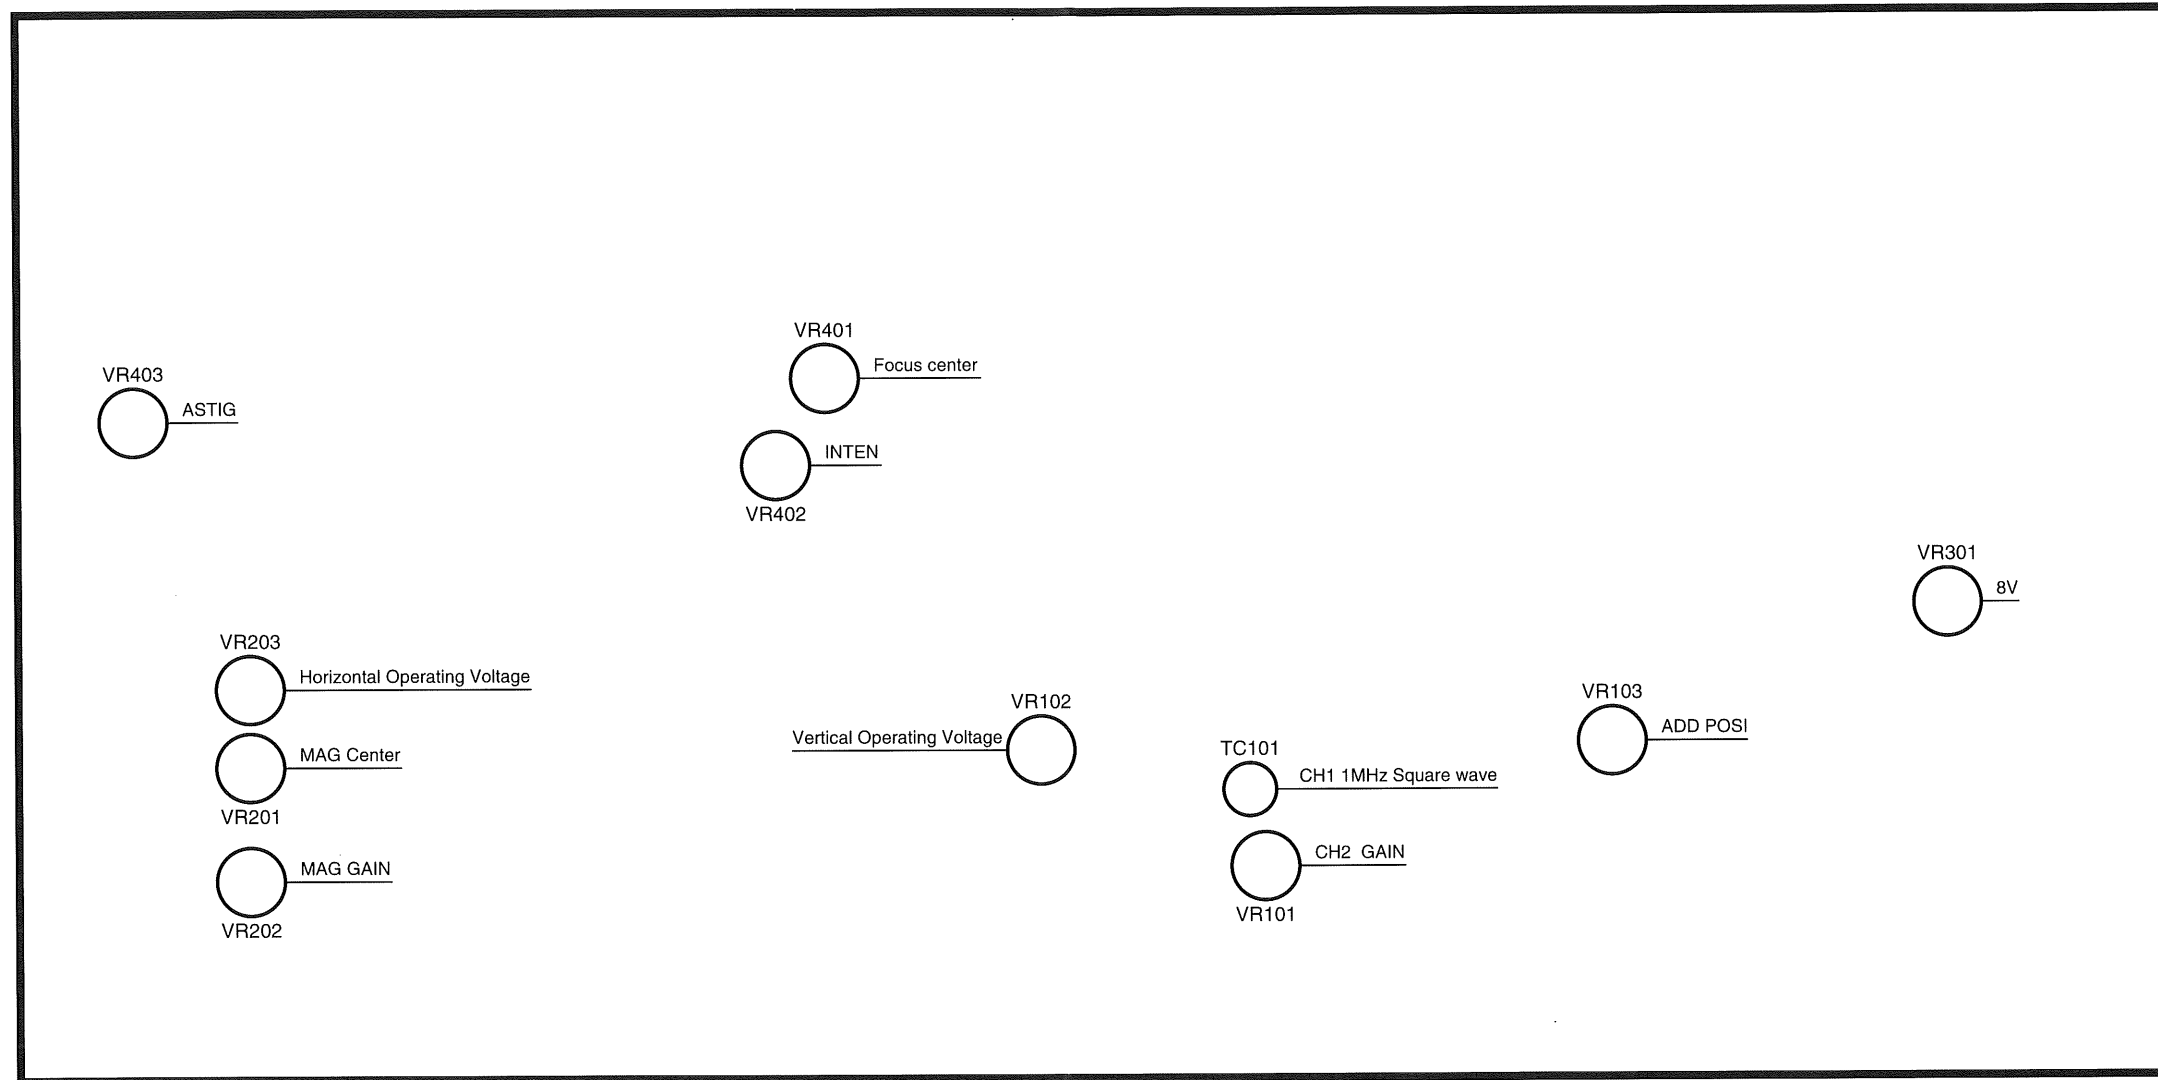 VR401
Focus center
VR403
ASTIG
INTEN
VR402
VR301
8V
VR203
Horizontal Operating Voltage
VR103
ADD POSI
VR102
Vertical Operating Voltage
TC101
CH1 1MHz Square wave
MAG Center
VR201
CH2 GAIN
VR101
MAG GAIN
VR202